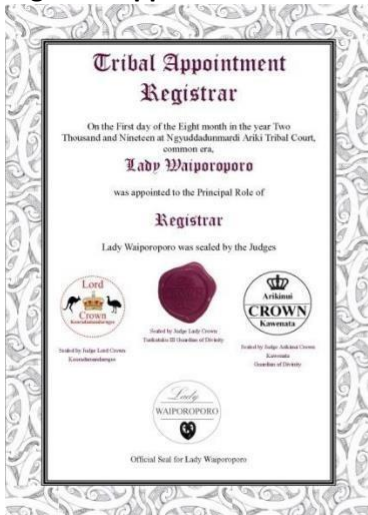 Tribal Appointment
Registrar
On the First day of the Eight month in the year Two
Thousand and Nineteen at Ngyuddadunmardi Ariki Tribal Court,
common era,
Lady Waiporoporo
was appointed to the Principal Role of
Registrar
Lady Waiporoporo was sealed by the Judges
Lord
Crown
Arikinui
CROWN
Kawenata
Sealed by Judge Lord Crown
Sealed by Judge Lady Crown
Guardian of Divinity
Sealed by Judge Arikinui Crown
Kawenata
Guardian of Divinity
Lady
WAIPOROPORO
Official Seal for Lady Waiporoporo